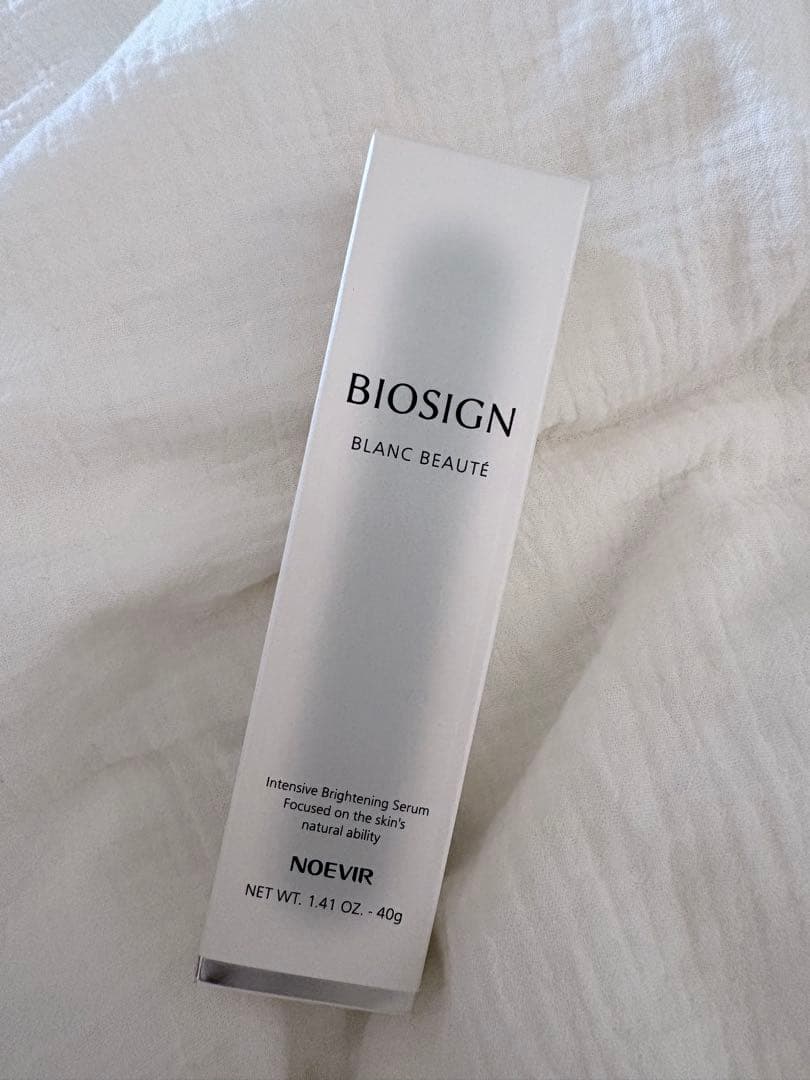 BIOSIGN
BLANC BEAUTÉ
Intensive Brightening Serum
Focused on the skin's
natural ability
NOEVIR
NET WT. 1.41 OZ. - 40g